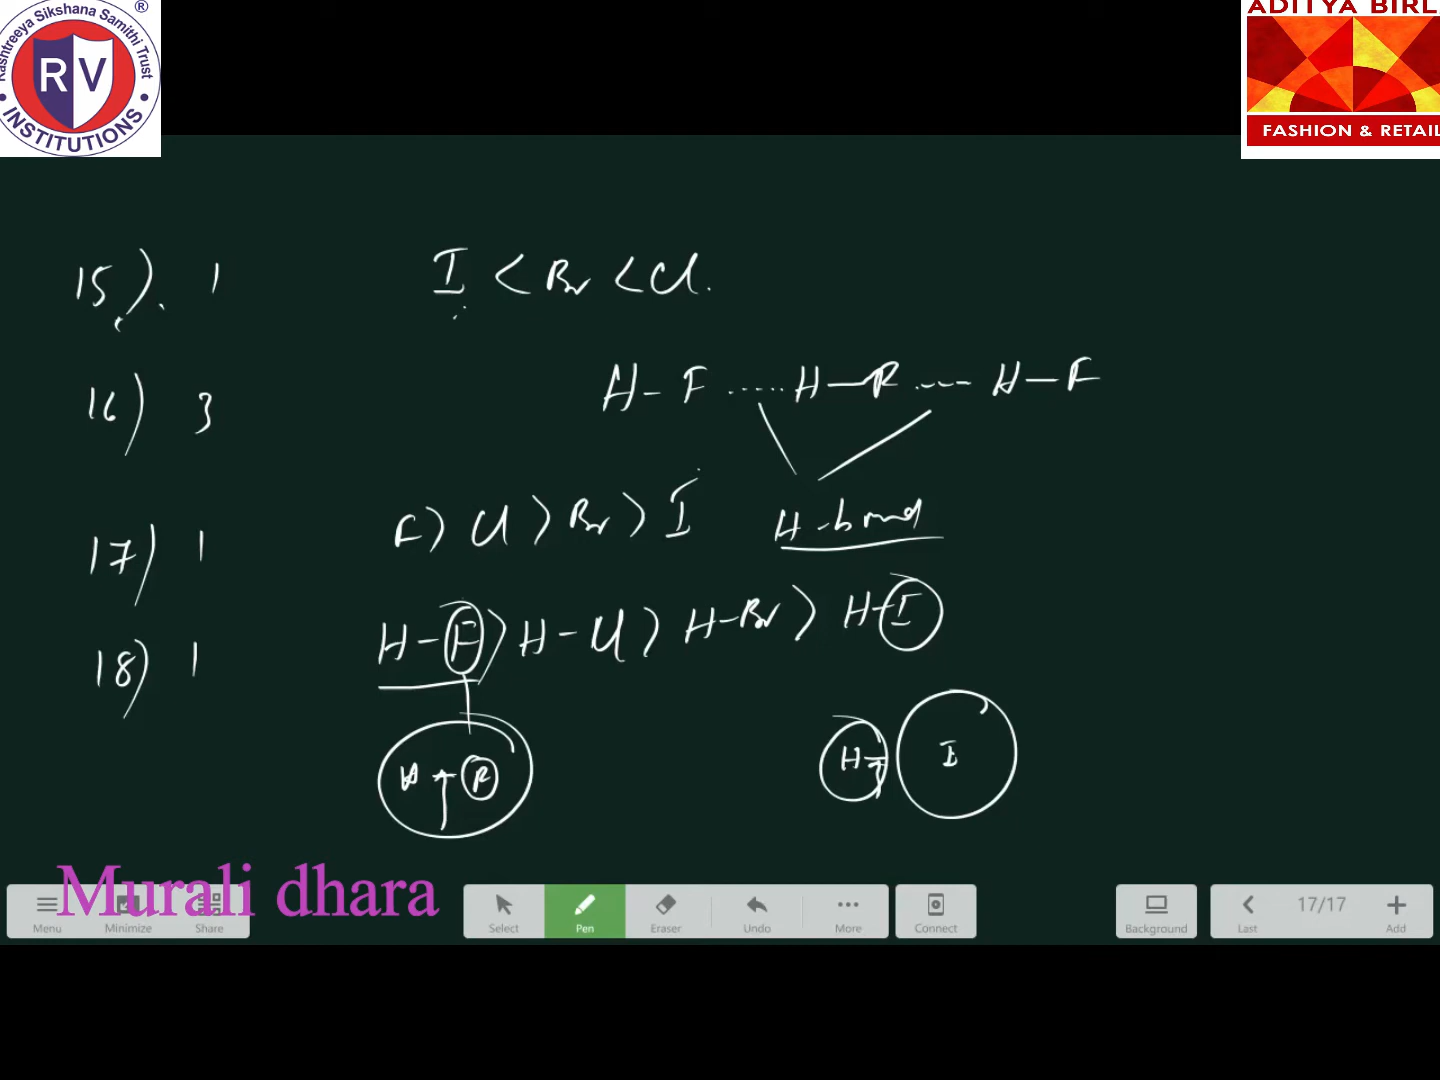 Rashtreeya Sikshana Samithi Trust
®
RV
• INSTITUTIONS •
ADITYA BIRL
FASHION & RETAIL
15). 1 I < Br < Cl.
H - F ..... H - F .... H - F
16) 3
F > Cl > Br > I H-bond
17) 1
H - F > H - Cl > H - Br > H - I
18) 1
H F H I
Murali dhara
Menu Minimize Share Select Pen Eraser Undo More Connect Background Last 17/17 Add